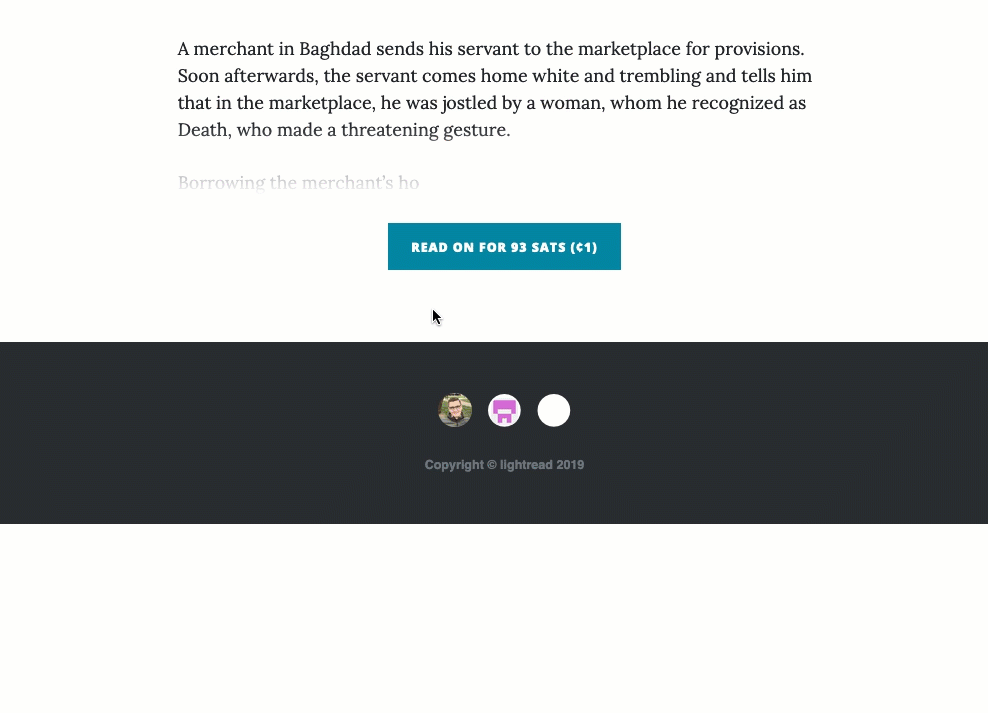 A merchant in Baghdad sends his servant to the marketplace for provisions.
Soon afterwards, the servant comes home white and trembling and tells him
that in the marketplace, he was jostled by a woman, whom he recognized as
Death, who made a threatening gesture.
Borrowing the merchant’s ho
READ ON FOR 93 SATS (¢1)
Copyright © lightread 2019